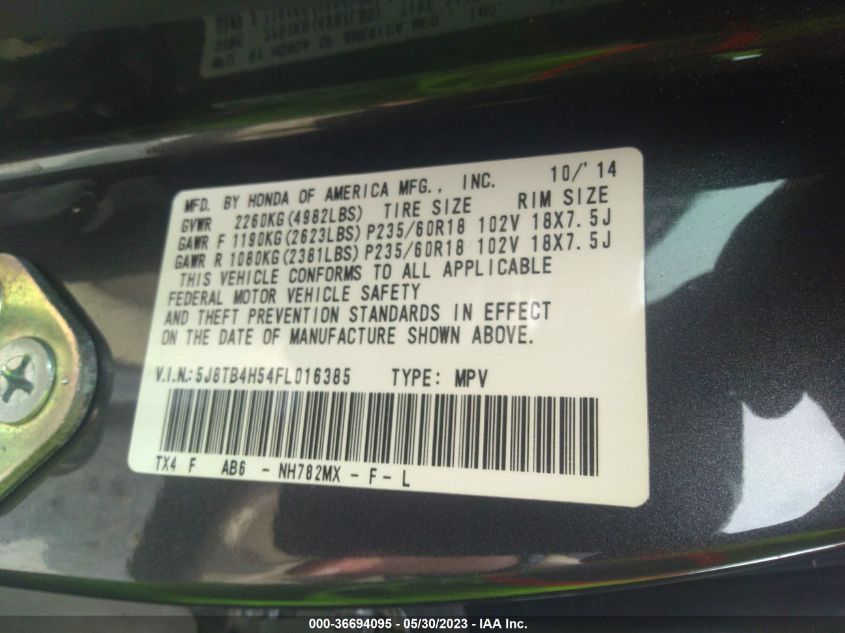 MFD. BY HONDA OF AMERICA MFG., INC. 10/'14
GVWR 2260KG(4982LBS) TIRE SIZE RIM SIZE
GAWR F 1190KG(2623LBS) P235/60R18 102V 18X7.5J
GAWR R 1080KG(2381LBS) P235/60R18 102V 18X7.5J
THIS VEHICLE CONFORMS TO ALL APPLICABLE
FEDERAL MOTOR VEHICLE SAFETY
AND THEFT PREVENTION STANDARDS IN EFFECT
ON THE DATE OF MANUFACTURE SHOWN ABOVE.
V.I.N.: 5J8TB4H54FL016385 TYPE: MPV
TX4 F AB6 - NH782MX - F - L
000-36694095 - 05/30/2023 - IAA Inc.